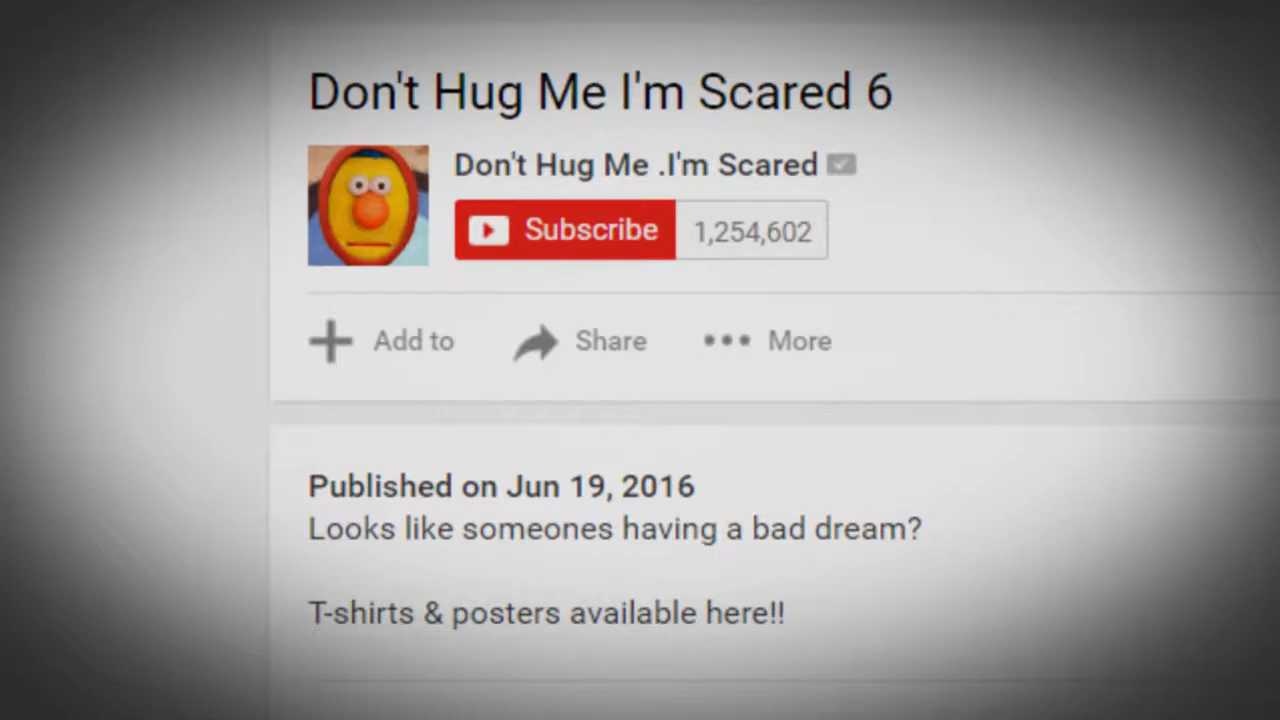 Don't Hug Me I'm Scared 6
Don't Hug Me .I'm Scared
Subscribe 1,254,602
Add to Share More
Published on Jun 19, 2016
Looks like someones having a bad dream?
T-shirts & posters available here!!